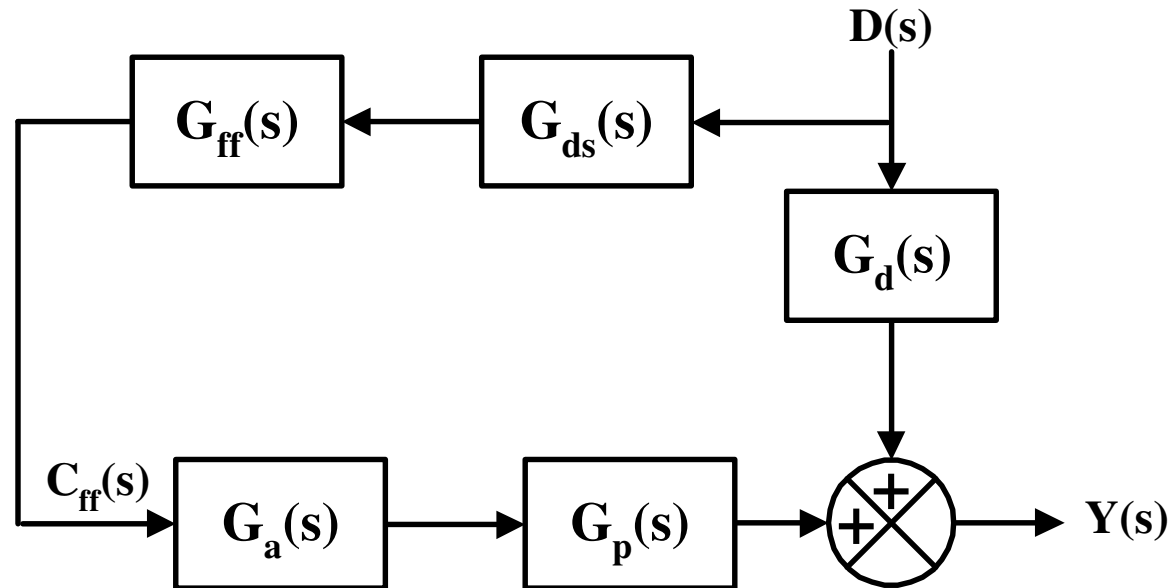 D(s)
G_ff(s)
G_ds(s)
G_d(s)
C_ff(s)
G_a(s)
G_p(s)
+
+
Y(s)